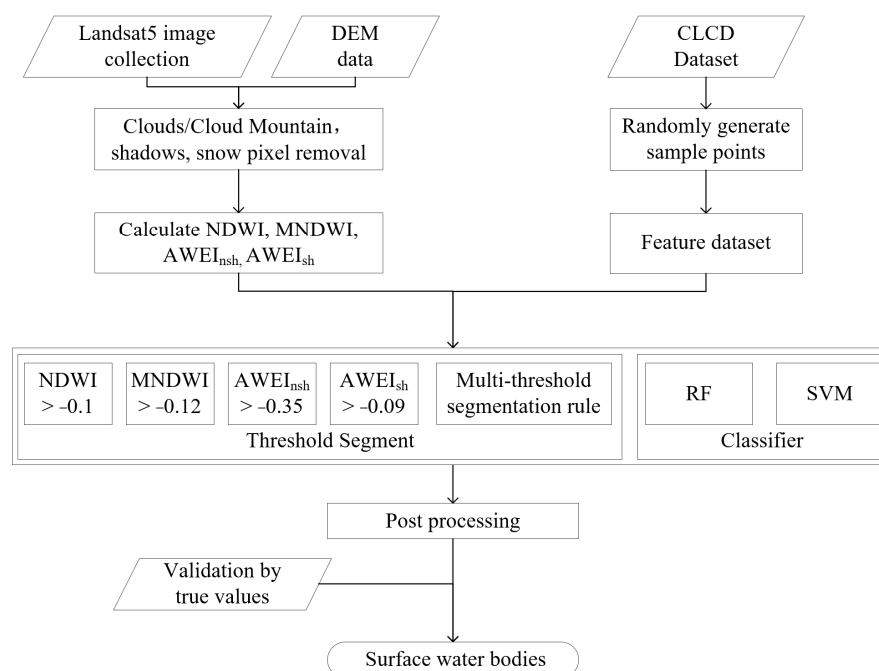 Landsat5 image
collection
DEM
data
CLCD
Dataset
Clouds/Cloud Mountain，
shadows, snow pixel removal
Randomly generate
sample points
Calculate NDWI, MNDWI,
AWEInsh, AWEIsh
Feature dataset
NDWI
> -0.1
MNDWI
> -0.12
AWEInsh
> -0.35
AWEIsh
> -0.09
Multi-threshold
segmentation rule
RF
SVM
Threshold Segment
Classifier
Post processing
Validation by
true values
Surface water bodies